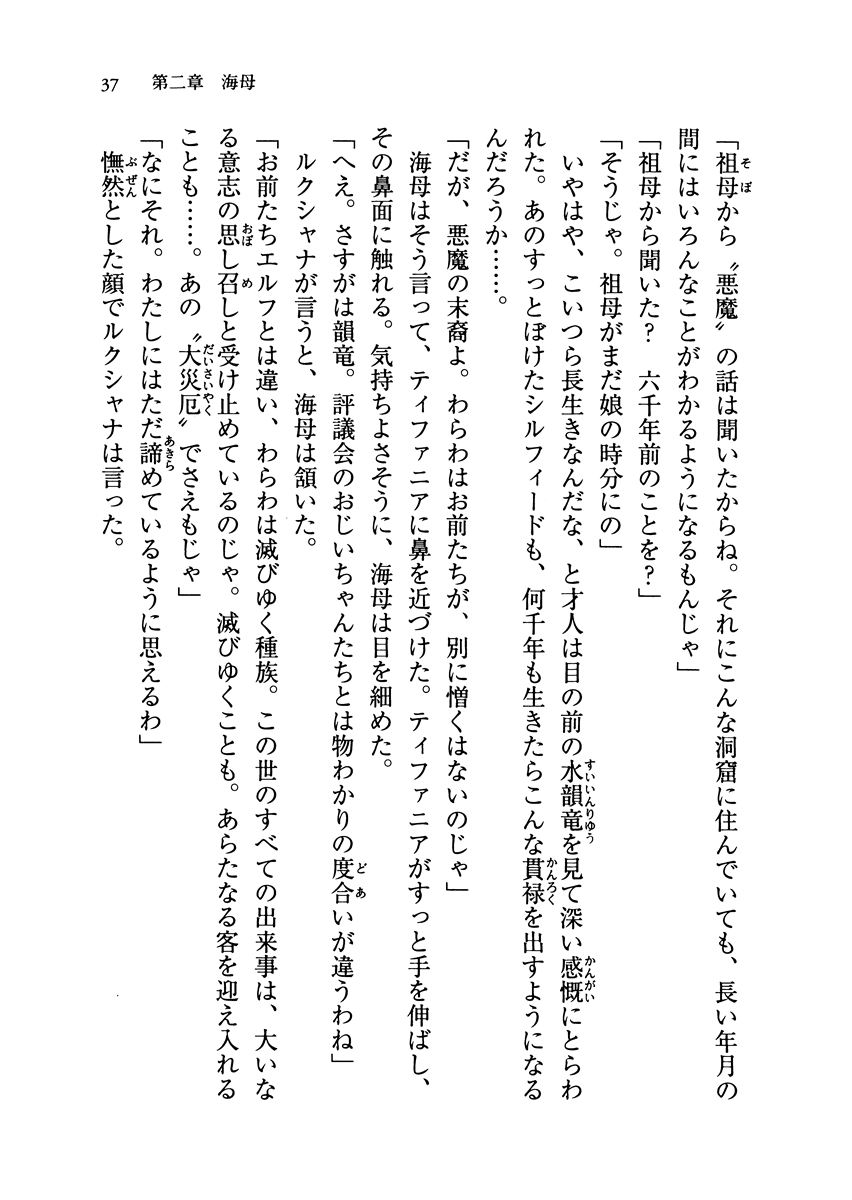 37　第二章　海母
「祖母から〝悪魔〟の話は聞いたからね。それにこんな洞窟に住んでいても、長い年月の
間にはいろんなことがわかるようになるもんじゃ」
「祖母から聞いた？　六千年前のことを？」
「そうじゃ。祖母がまだ娘の時分にの」
　いやはや、こいつら長生きなんだな、と才人は目の前の水韻竜を見て深い感慨にとらわ
れた。あのすっとぼけたシルフィードも、何千年も生きたらこんな貫禄を出すようになる
んだろうか……。
「だが、悪魔の末裔よ。わらわはお前たちが、別に憎くはないのじゃ」
　海母はそう言って、ティファニアに鼻を近づけた。ティファニアがすっと手を伸ばし、
その鼻面に触れる。気持ちよさそうに、海母は目を細めた。
「へえ。さすがは韻竜。評議会のおじいちゃんたちとは物わかりの度合いが違うわね」
　ルクシャナが言うと、海母は頷いた。
「お前たちエルフとは違い、わらわは滅びゆく種族。この世のすべての出来事は、大いな
る意志の思し召しと受け止めているのじゃ。滅びゆくことも。あらたなる客を迎え入れる
ことも……。あの〝大災厄〟でさえもじゃ」
「なにそれ。わたしにはただ諦めているように思えるわ」
　憮然とした顔でルクシャナは言った。